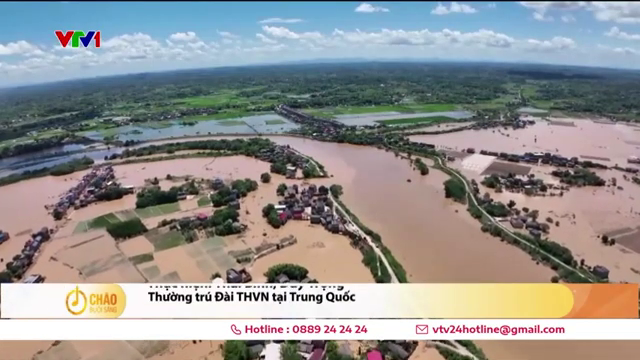 VTV1
Thường trú Đài THVN tại Trung Quốc
CHÀO
BUỔI SÁNG
Hotline : 0889 24 24 24
vtv24hotline@gmail.com